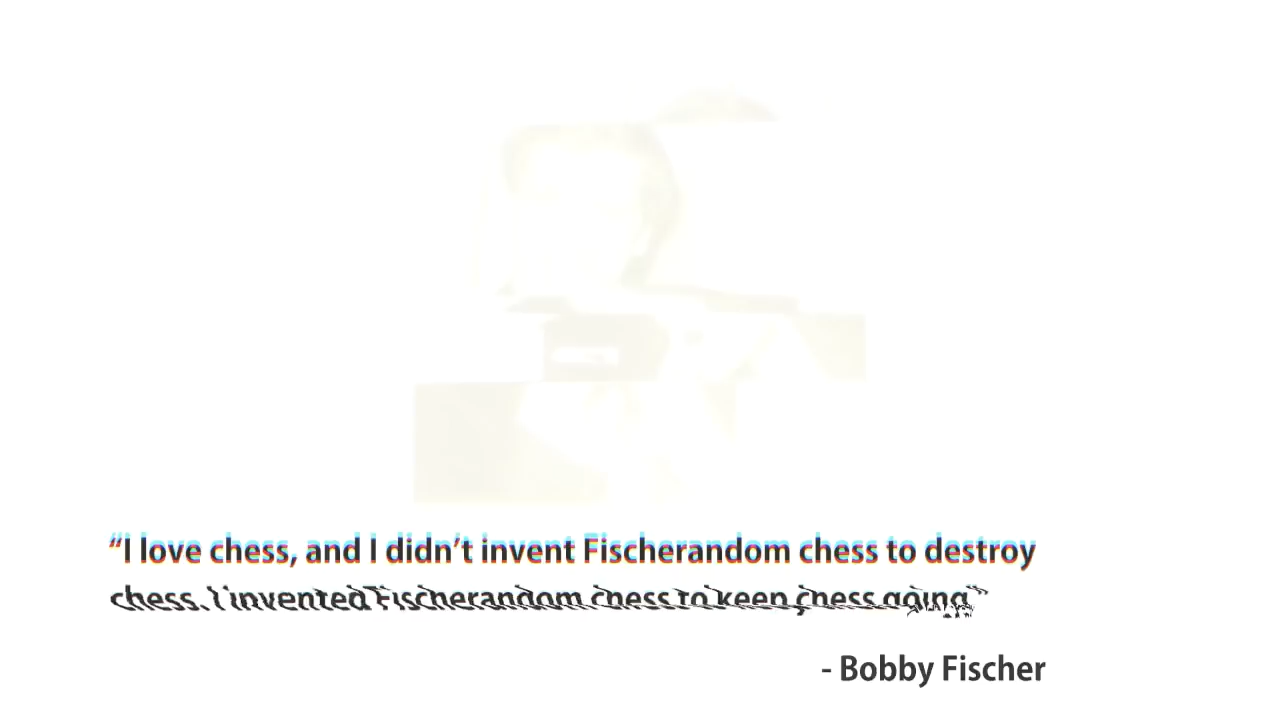 “I love chess, and I didn’t invent Fischerandom chess to destroy
chess. I invented Fischerandom chess to keep chess going”
- Bobby Fischer